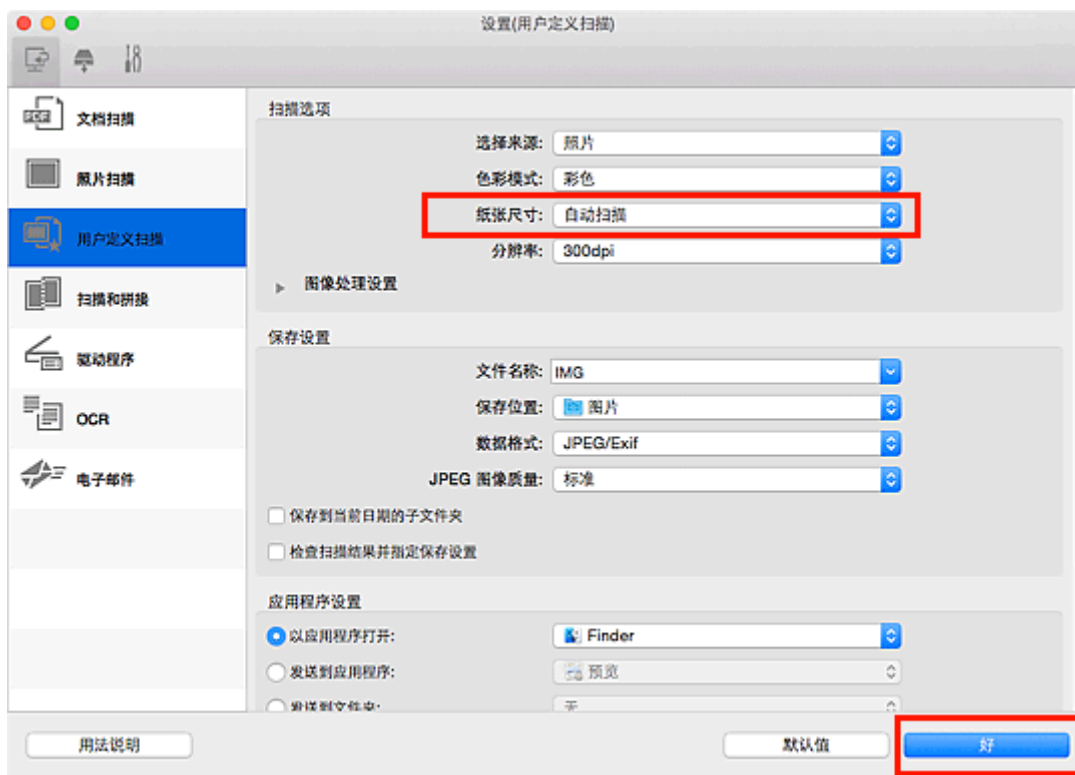 设置(用户定义扫描)
PDF
文档扫描
照片扫描
用户定义扫描
扫描和拼接
驱动程序
OCR
电子邮件
扫描选项
选择来源: 照片
色彩模式: 彩色
纸张尺寸: 自动扫描
分辨率: 300dpi
图像处理设置
保存设置
文件名称: IMG
保存位置: 图片
数据格式: JPEG/Exif
JPEG 图像质量: 标准
保存到当前日期的子文件夹
检查扫描结果并指定保存设置
应用程序设置
以应用程序打开: Finder
发送到应用程序: 预览
发送到文件夹: 无
用法说明
默认值
好